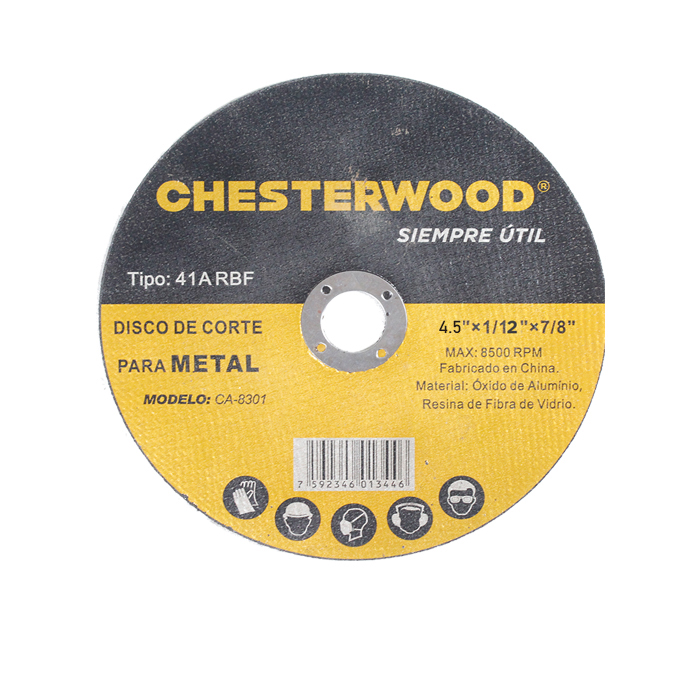 CHESTERWOOD®
SIEMPRE ÚTIL
Tipo: 41A RBF
DISCO DE CORTE
PARA METAL
MODELO: CA-8301
4.5"×1/12"×7/8"
MAX: 8500 RPM
Fabricado en China.
Material: Óxido de Alumínio,
Resina de Fibra de Vidrio.
7 592346 013446